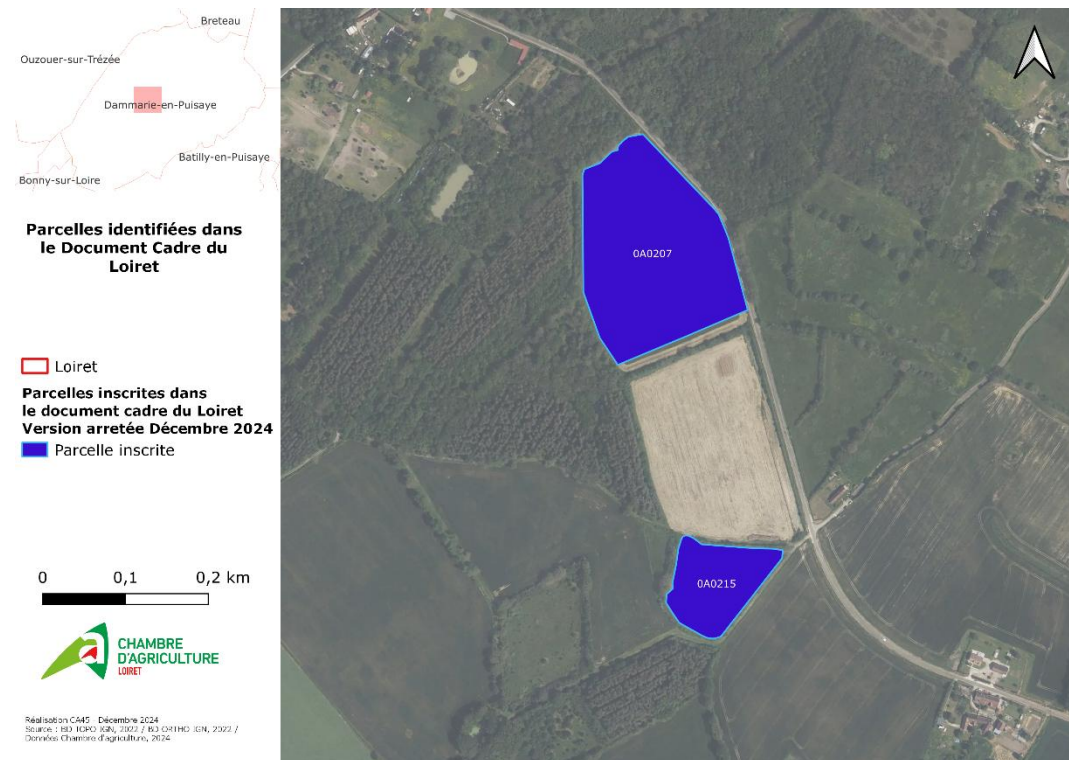 Breteau
Ouzouer-sur-Trézée
Dammarie-en-Puisaye
Batilly-en-Puisaye
Bonny-sur-Loire
Parcelles identifiées dans
le Document Cadre du
Loiret
Loiret
Parcelles inscrites dans
le document cadre du Loiret
Version arretée Décembre 2024
Parcelle inscrite
0 0,1 0,2 km
CHAMBRE
D'AGRICULTURE
LOIRET
Réalisation CA45 - Décembre 2024
Source : BD TOPO IGN, 2022 / BD ORTHO IGN, 2022 /
Données Chambre d'agriculture, 2024
0A0207
0A0215